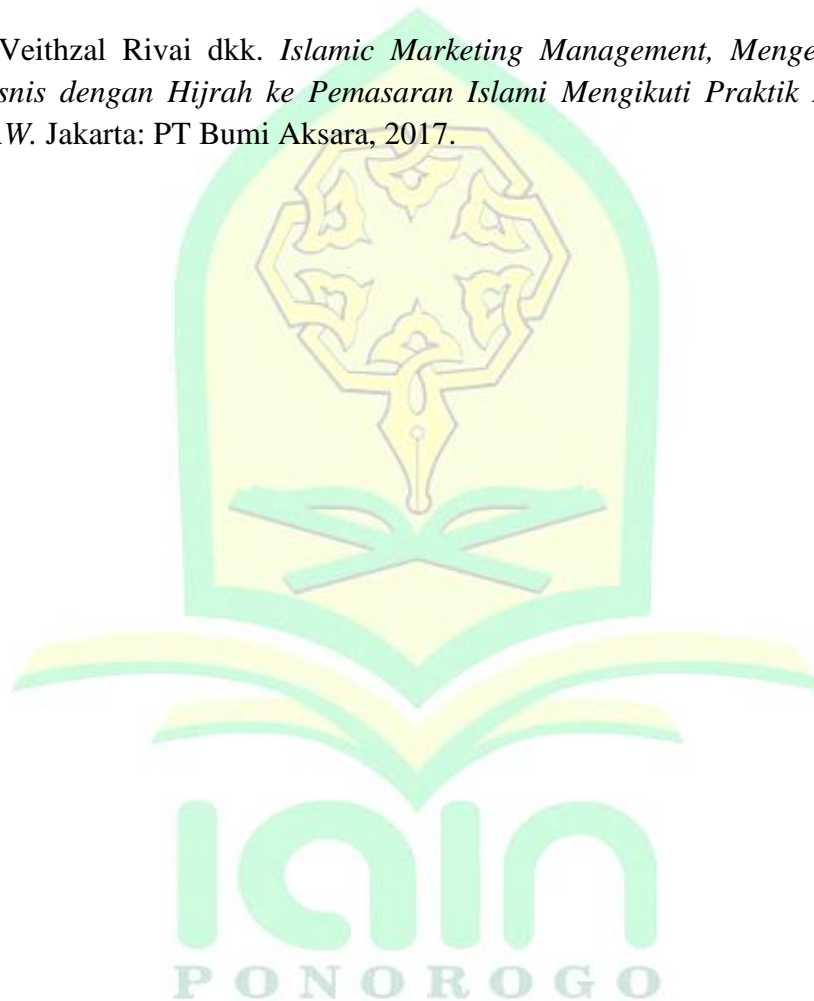 Veithzal Rivai dkk. Islamic Marketing Management, Menge
snis dengan Hijrah ke Pemasaran Islami Mengikuti Praktik
W. Jakarta: PT Bumi Aksara, 2017.
iain
PONOROGO